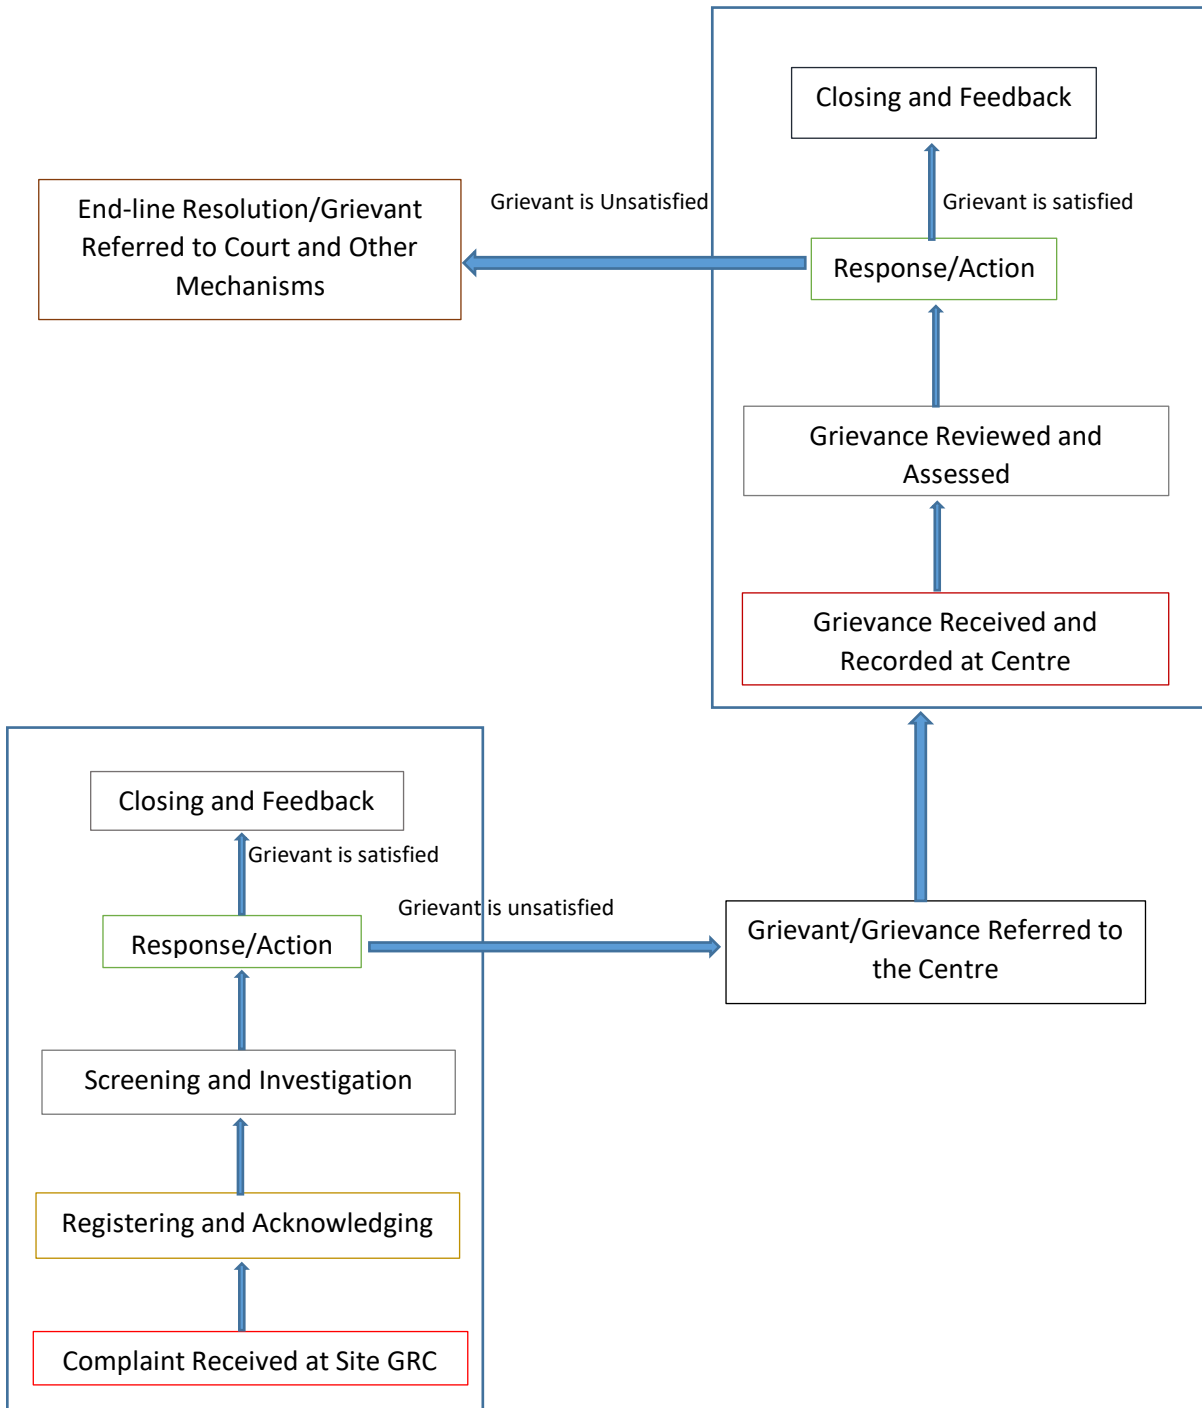 Closing and Feedback
Grievant is Unsatisfied
Grievant is satisfied
End-line Resolution/Grievant
Referred to Court and Other
Mechanisms
Response/Action
Grievance Reviewed and
Assessed
Grievance Received and
Recorded at Centre
Closing and Feedback
Grievant is satisfied
Grievant is unsatisfied
Response/Action
Grievant/Grievance Referred to
the Centre
Screening and Investigation
Registering and Acknowledging
Complaint Received at Site GRC